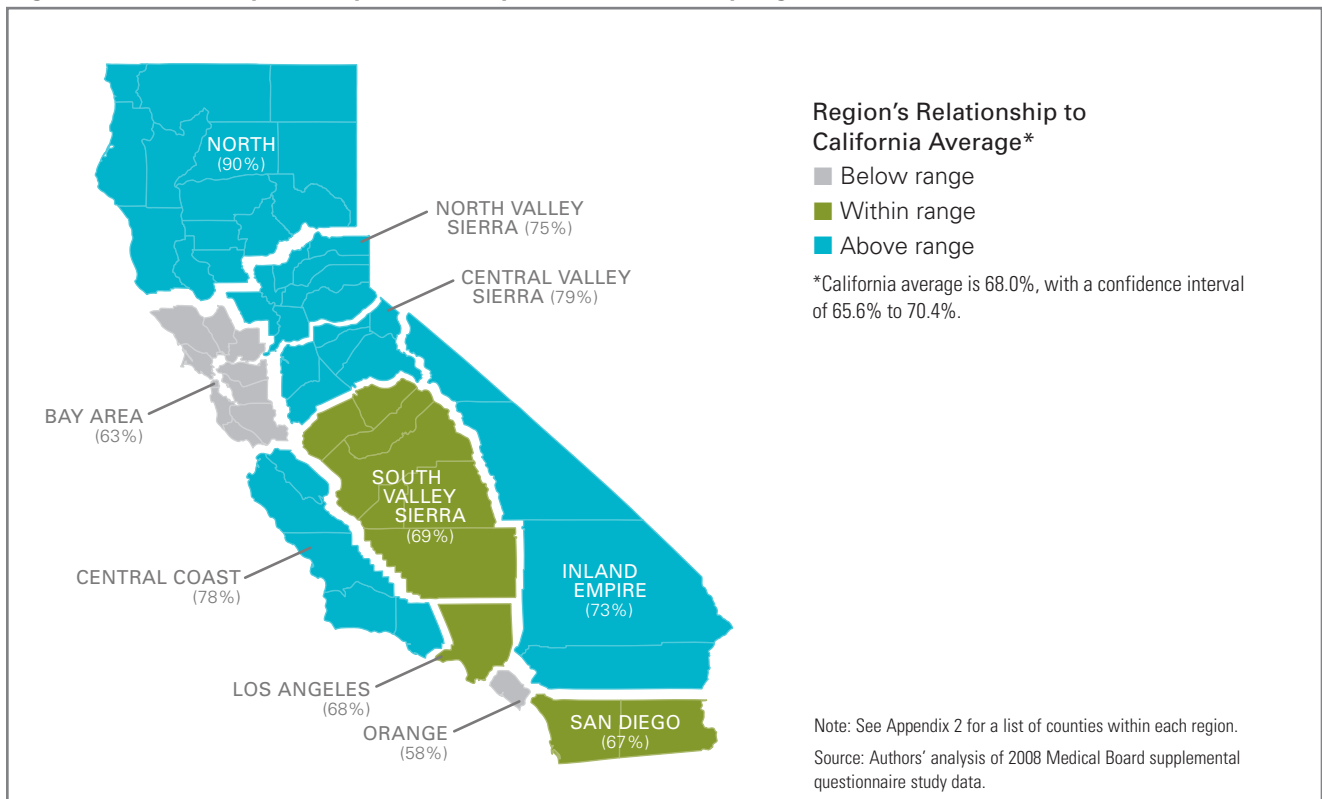 NORTH
(90%)
NORTH VALLEY
SIERRA (75%)
CENTRAL VALLEY
SIERRA (79%)
BAY AREA
(63%)
SOUTH
VALLEY
SIERRA
(69%)
CENTRAL COAST
(78%)
INLAND
EMPIRE
(73%)
LOS ANGELES
(68%)
ORANGE
(58%)
SAN DIEGO
(67%)
Region's Relationship to
California Average*
Below range
Within range
Above range
*California average is 68.0%, with a confidence interval
of 65.6% to 70.4%.
Note: See Appendix 2 for a list of counties within each region.
Source: Authors' analysis of 2008 Medical Board supplemental
questionnaire study data.